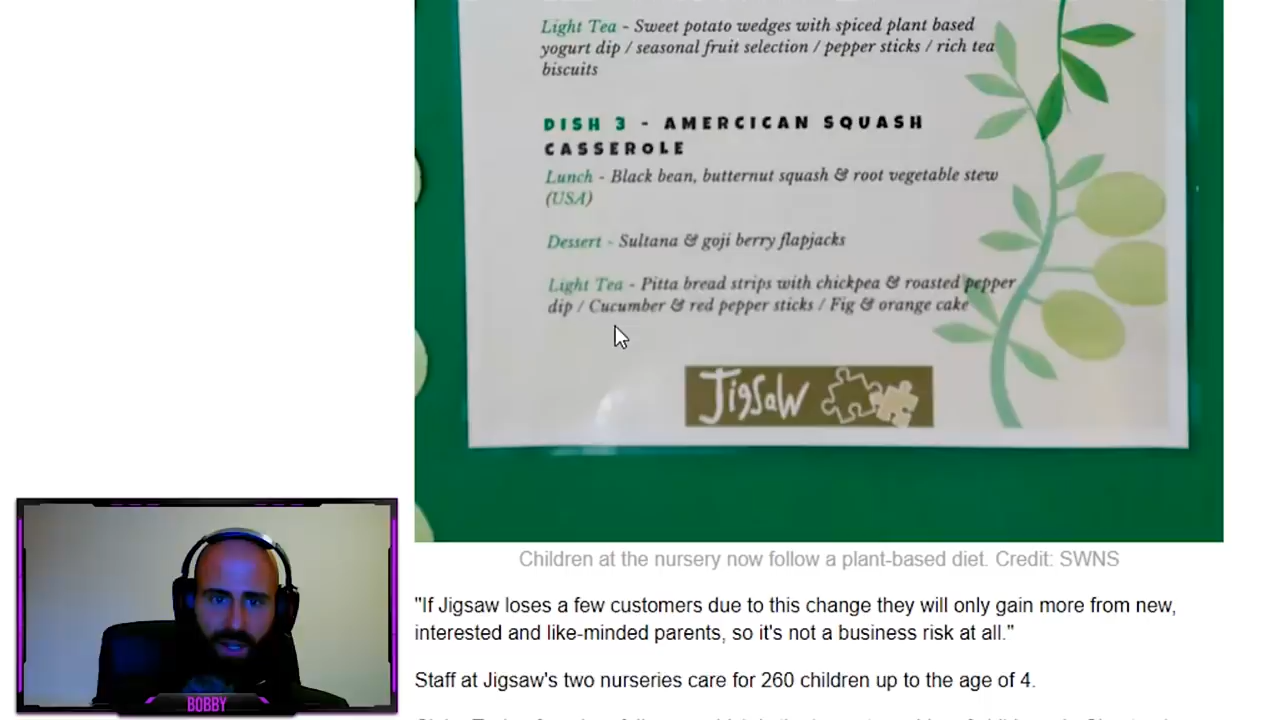 Light Tea - Sweet potato wedges with spiced plant based
yogurt dip / seasonal fruit selection / pepper sticks / rich tea
biscuits
DISH 3 - AMERCICAN SQUASH
CASSEROLE
Lunch - Black bean, butternut squash & root vegetable stew
(USA)
Dessert - Sultana & goji berry flapjacks
Light Tea - Pitta bread strips with chickpea & roasted pepper
dip / Cucumber & red pepper sticks / Fig & orange cake
Jigsaw
Children at the nursery now follow a plant-based diet. Credit: SWNS
"If Jigsaw loses a few customers due to this change they will only gain more from new,
interested and like-minded parents, so it's not a business risk at all."
Staff at Jigsaw's two nurseries care for 260 children up to the age of 4.
BOBBY